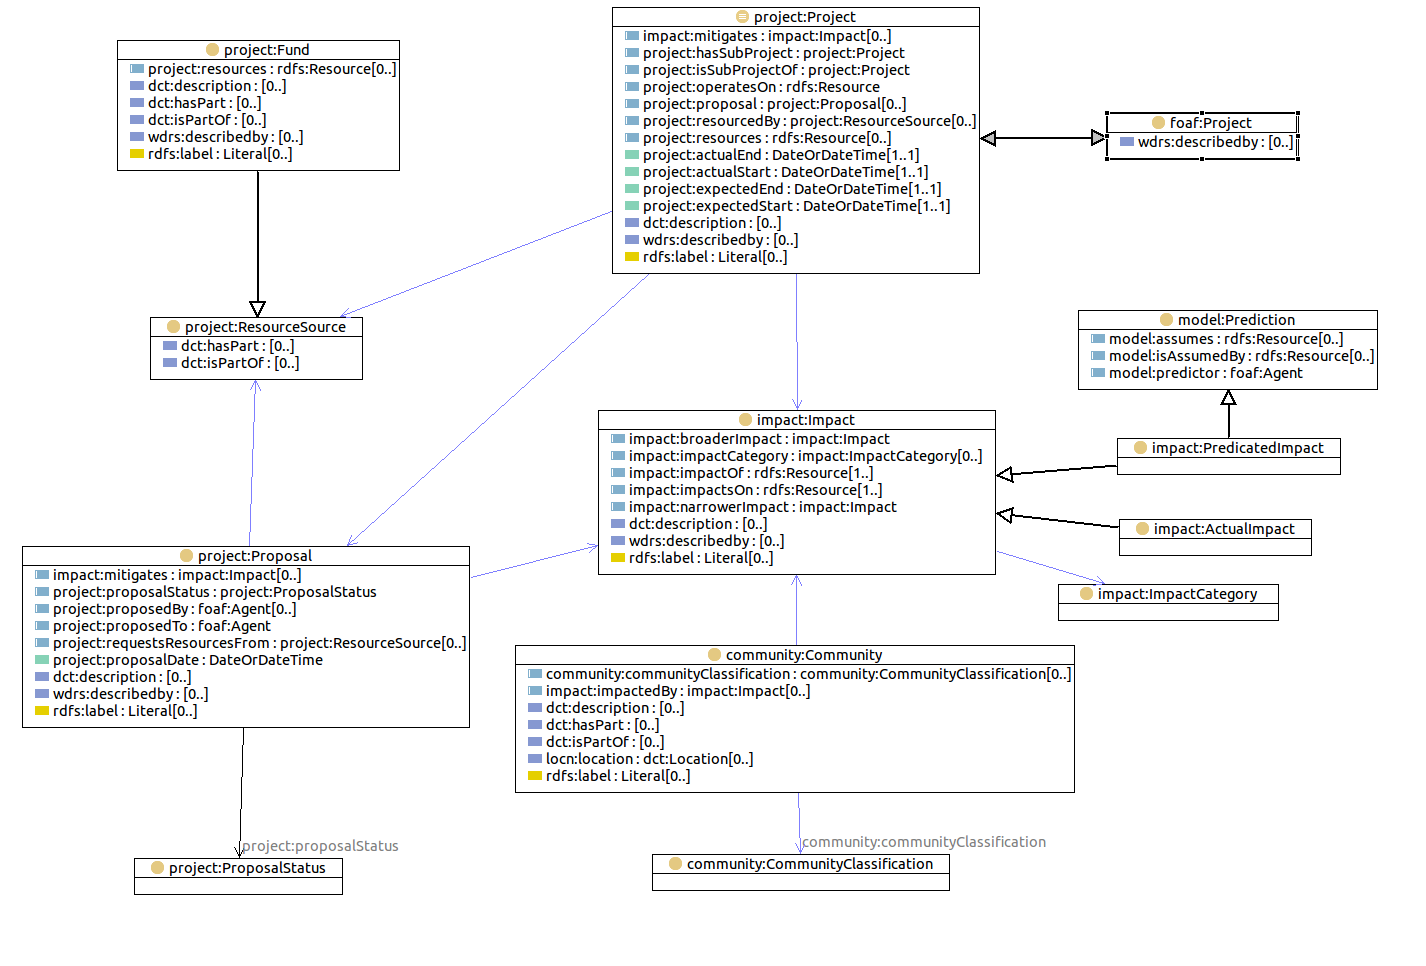 project:Project
impact:mitigates : impact:Impact[0..]
project:hasSubProject : project:Project
project:isSubProjectOf : project:Project
project:operatesOn : rdfs:Resource
project:proposal : project:Proposal[0..]
project:resourcedBy : project:ResourceSource[0..]
project:resources : rdfs:Resource[0..]
project:actualEnd : DateOrDateTime[1..1]
project:actualStart : DateOrDateTime[1..1]
project:expectedEnd : DateOrDateTime[1..1]
project:expectedStart : DateOrDateTime[1..1]
dct:description : [0..]
wdrs:describedby : [0..]
rdfs:label : Literal[0..]
project:Fund
project:resources : rdfs:Resource[0..]
dct:description : [0..]
dct:hasPart : [0..]
dct:isPartOf : [0..]
wdrs:describedby : [0..]
rdfs:label : Literal[0..]
foaf:Project
wdrs:describedby : [0..]
project:ResourceSource
dct:hasPart : [0..]
dct:isPartOf : [0..]
model:Prediction
model:assumes : rdfs:Resource[0..]
model:isAssumedBy : rdfs:Resource[0..]
model:predictor : foaf:Agent
impact:Impact
impact:broaderImpact : impact:Impact
impact:impactCategory : impact:ImpactCategory[0..]
impact:impactOf : rdfs:Resource[1..]
impact:impactsOn : rdfs:Resource[1..]
impact:narrowerImpact : impact:Impact
dct:description : [0..]
wdrs:describedby : [0..]
rdfs:label : Literal[0..]
impact:PredicatedImpact
impact:ActualImpact
impact:ImpactCategory
project:Proposal
impact:mitigates : impact:Impact[0..]
project:proposalStatus : project:ProposalStatus
project:proposedBy : foaf:Agent[0..]
project:proposedTo : foaf:Agent
project:requestsResourcesFrom : project:ResourceSource[0..]
project:proposalDate : DateOrDateTime
dct:description : [0..]
wdrs:describedby : [0..]
rdfs:label : Literal[0..]
community:Community
community:communityClassification : community:CommunityClassification[0..]
impact:impactedBy : impact:Impact[0..]
dct:description : [0..]
dct:hasPart : [0..]
dct:isPartOf : [0..]
locn:location : dct:Location[0..]
rdfs:label : Literal[0..]
project:proposalStatus
project:ProposalStatus
community:communityClassification
community:CommunityClassification